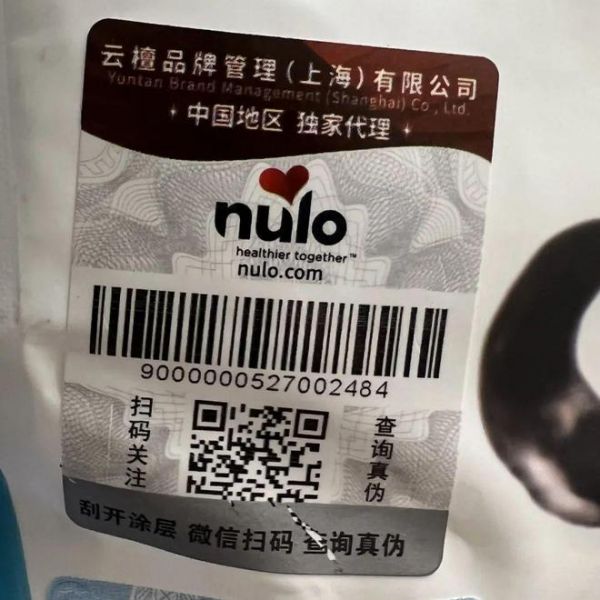 云檀品牌管理(上海)有限公司
Yuntan Brand Management (Shanghai) Co., Ltd.
中国地区 独家代理
nulo
healthier together™
nulo.com
9000000527002484
扫码关注
查询真伪
刮开涂层 微信扫码 查询真伪